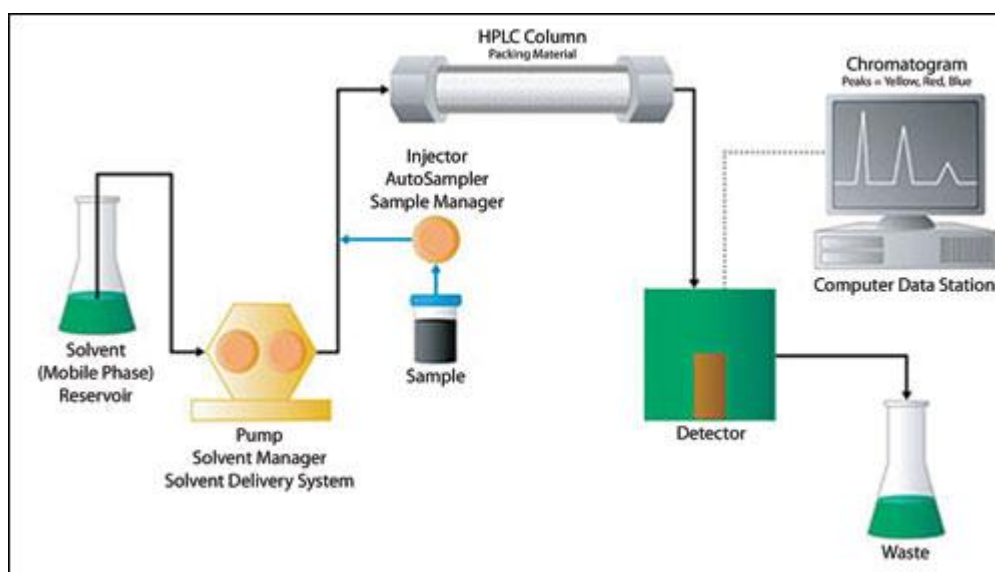 HPLC Column
Packing Material
Chromatogram
Peaks = Yellow, Red, Blue
Injector
AutoSampler
Sample Manager
Computer Data Station
Solvent
(Mobile Phase)
Reservoir
Sample
Pump
Solvent Manager
Solvent Delivery System
Detector
Waste